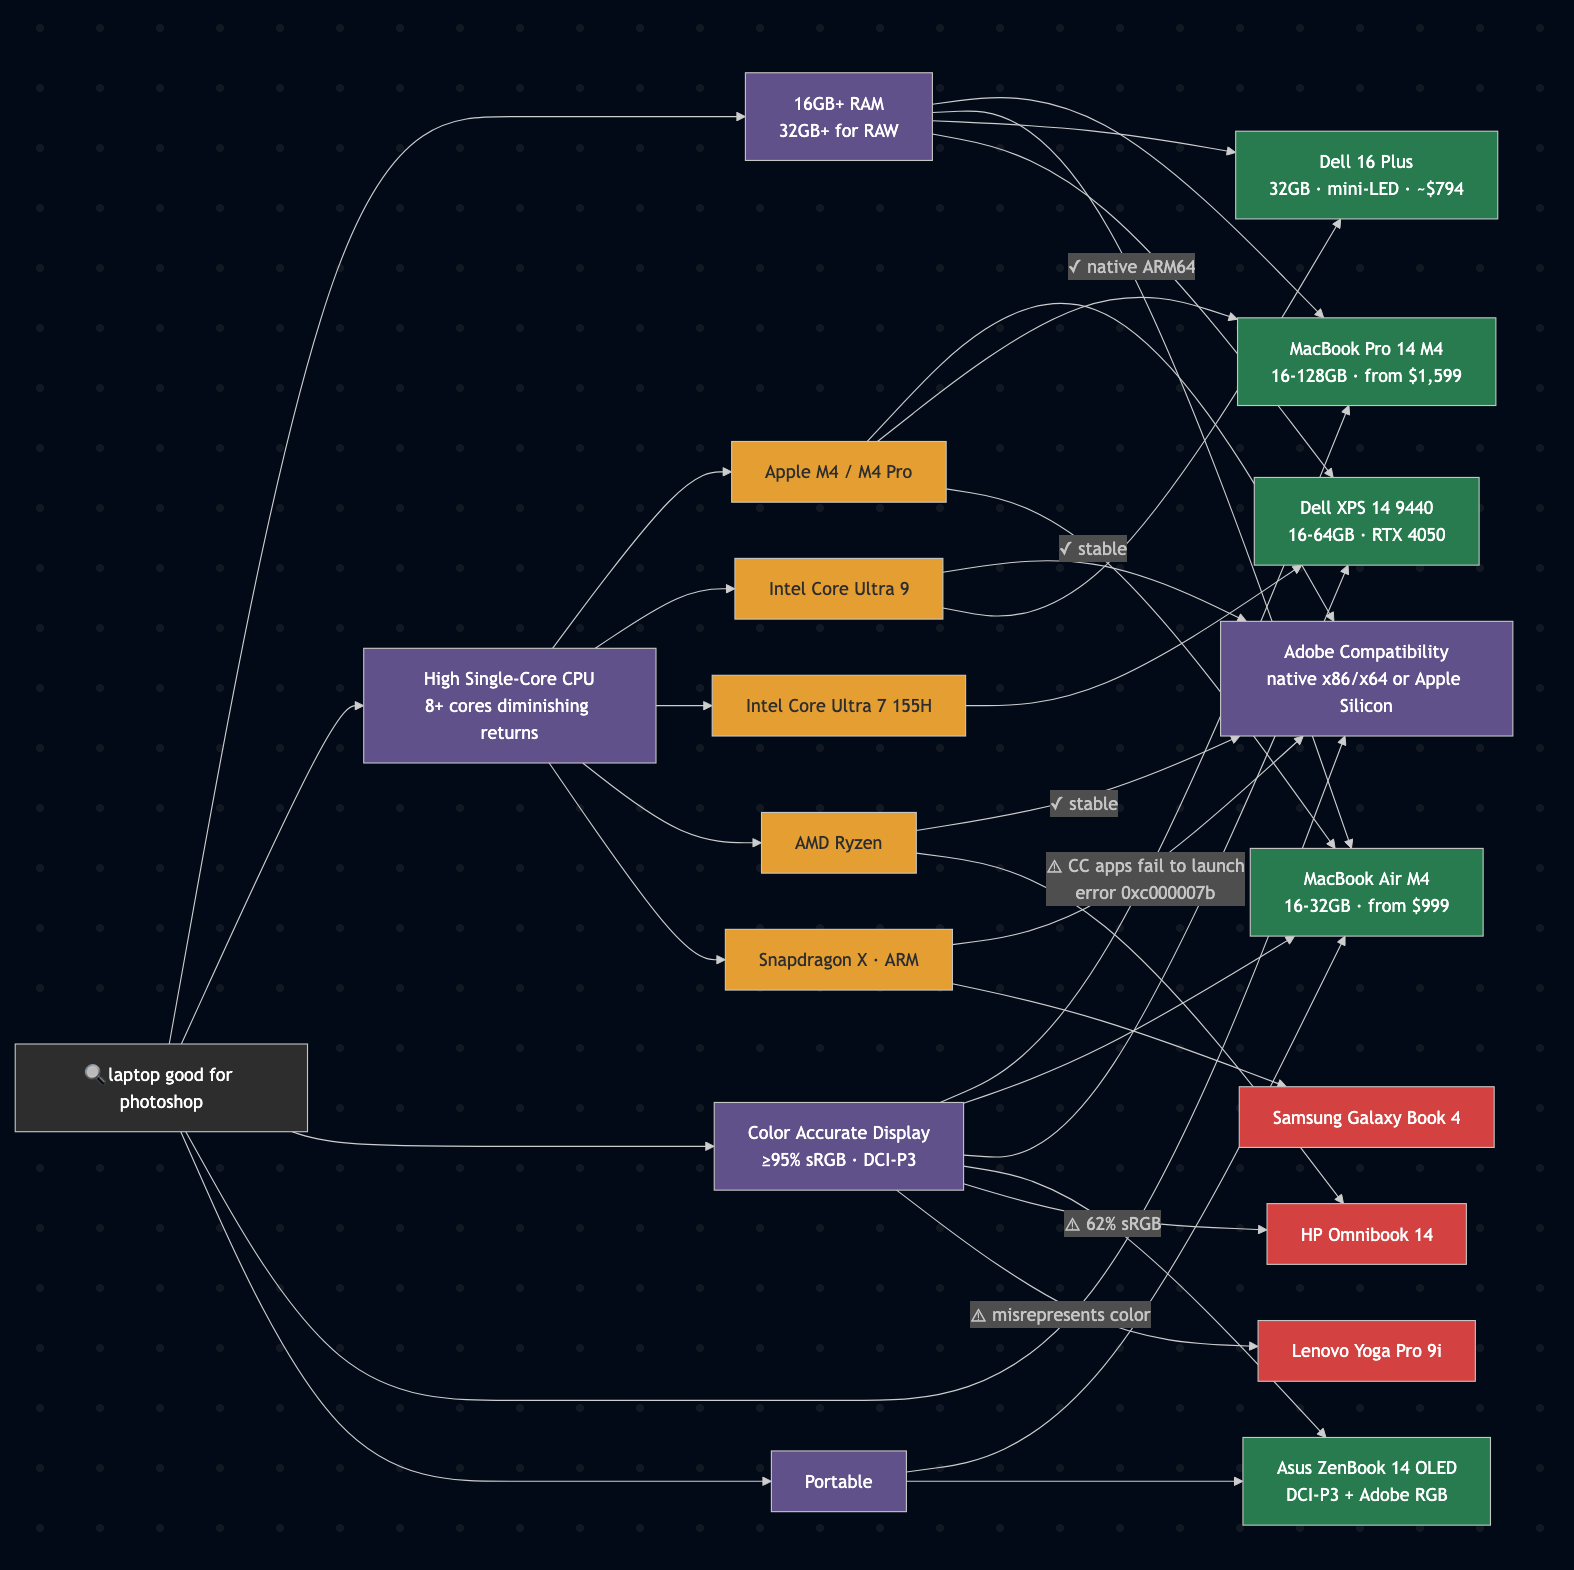 16GB+ RAM
32GB+ for RAW
Dell 16 Plus
32GB · mini-LED · ~$794
✓ native ARM64
MacBook Pro 14 M4
16-128GB · from $1,599
Apple M4 / M4 Pro
Dell XPS 14 9440
16-64GB · RTX 4050
✓ stable
Intel Core Ultra 9
High Single-Core CPU
8+ cores diminishing
returns
Intel Core Ultra 7 155H
Adobe Compatibility
native x86/x64 or Apple
Silicon
✓ stable
AMD Ryzen
⚠ CC apps fail to launch
error 0xc000007b
MacBook Air M4
16-32GB · from $999
Snapdragon X · ARM
🔍 laptop good for
photoshop
Color Accurate Display
≥95% sRGB · DCI-P3
Samsung Galaxy Book 4
⚠ 62% sRGB
HP Omnibook 14
⚠ misrepresents color
Lenovo Yoga Pro 9i
Portable
Asus ZenBook 14 OLED
DCI-P3 + Adobe RGB